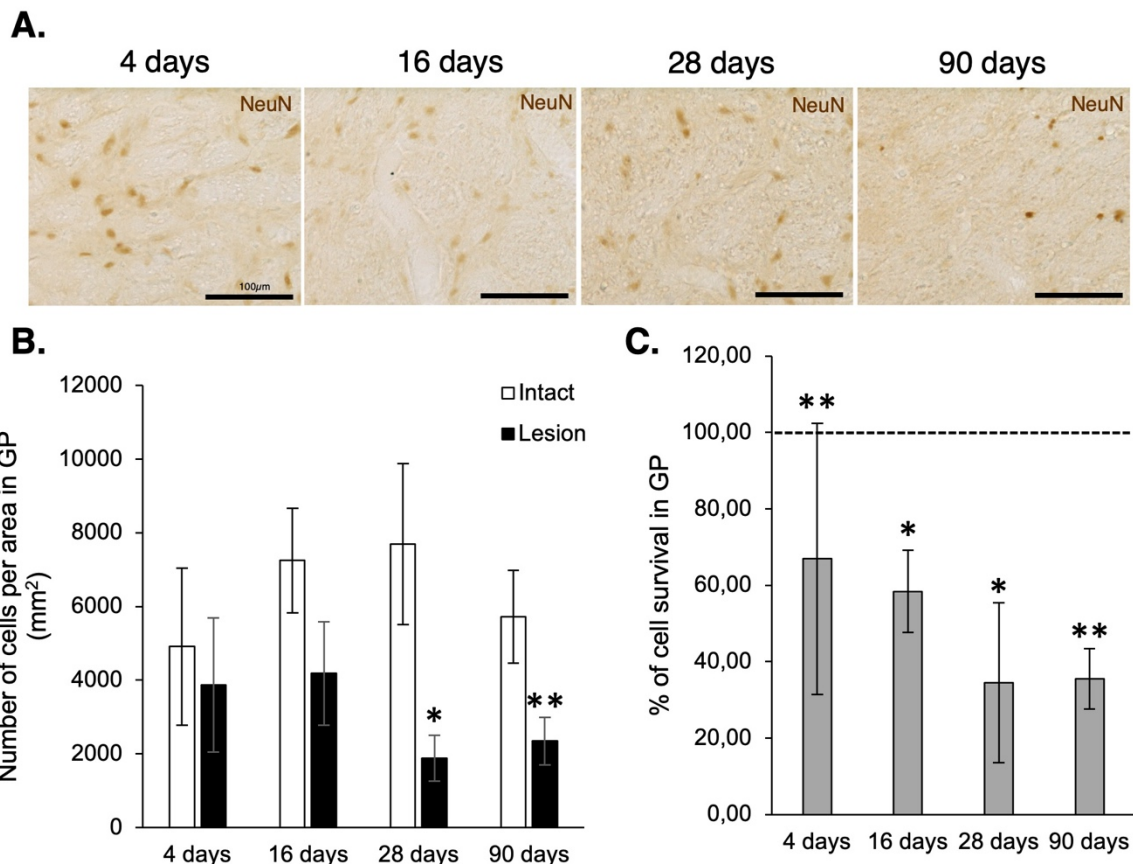 A.
4 days
16 days
28 days
90 days
NeuN
NeuN
NeuN
NeuN
100µm
B.
Number of cells per area in GP
(mm²)
12000
10000
8000
6000
4000
2000
0
Intact
Lesion
*
**
4 days
16 days
28 days
90 days
C.
% of cell survival in GP
120,00
100,00
80,00
60,00
40,00
20,00
0,00
**
*
*
**
4 days
16 days
28 days
90 days